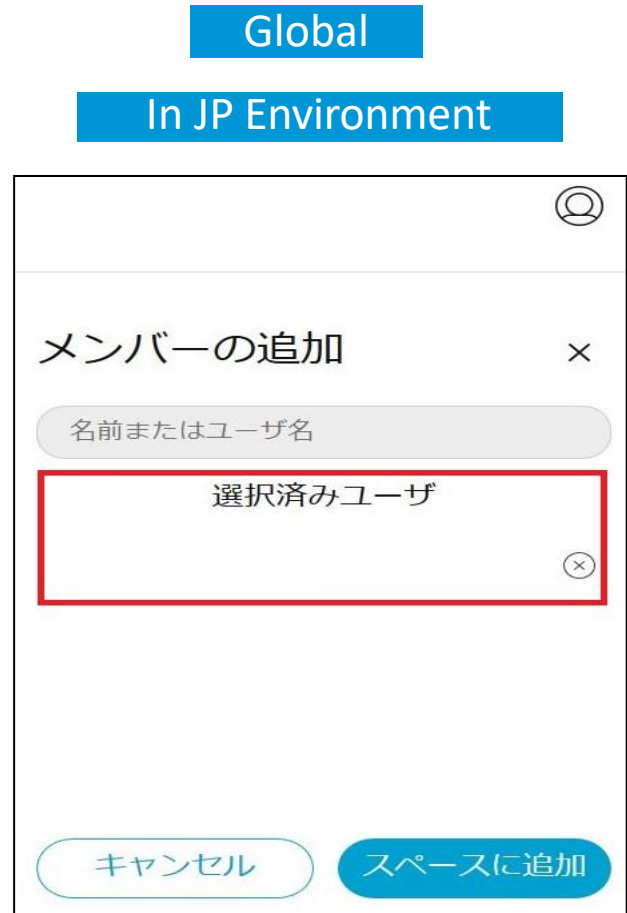 Global
In JP Environment
メンバーの追加
名前またはユーザ名
選択済みユーザ
キャンセル
スペースに追加